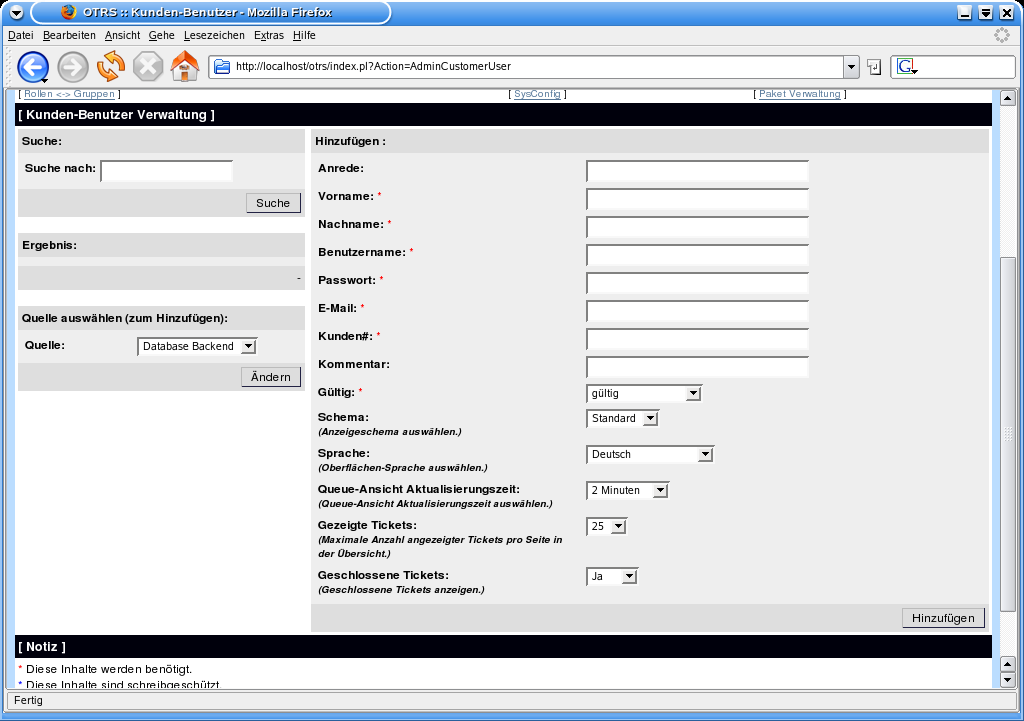 OTRS :: Kunden-Benutzer - Mozilla Firefox
Datei Bearbeiten Ansicht Gehe Lesezeichen Extras Hilfe
http://localhost/otrs/index.pl?Action=AdminCustomerUser
G
[ Rollen <-> Gruppen ] [ SysConfig ] [ Paket Verwaltung ]
[ Kunden-Benutzer Verwaltung ]
Suche:
Suche nach:
Suche
Ergebnis:
-
Quelle auswählen (zum Hinzufügen):
Quelle: Database Backend
Ändern
Hinzufügen :
Anrede:
Vorname: *
Nachname: *
Benutzername: *
Passwort: *
E-Mail: *
Kunden#: *
Kommentar:
Gültig: * gültig
Schema: Standard
(Anzeigeschema auswählen.)
Sprache: Deutsch
(Oberflächen-Sprache auswählen.)
Queue-Ansicht Aktualisierungszeit: 2 Minuten
(Queue-Ansicht Aktualisierungszeit auswählen.)
Gezeigte Tickets: 25
(Maximale Anzahl angezeigter Tickets pro Seite in
der Übersicht.)
Geschlossene Tickets: Ja
(Geschlossene Tickets anzeigen.)
Hinzufügen
[ Notiz ]
* Diese Inhalte werden benötigt.
* Diese Inhalte sind schreibgeschützt.
Fertig